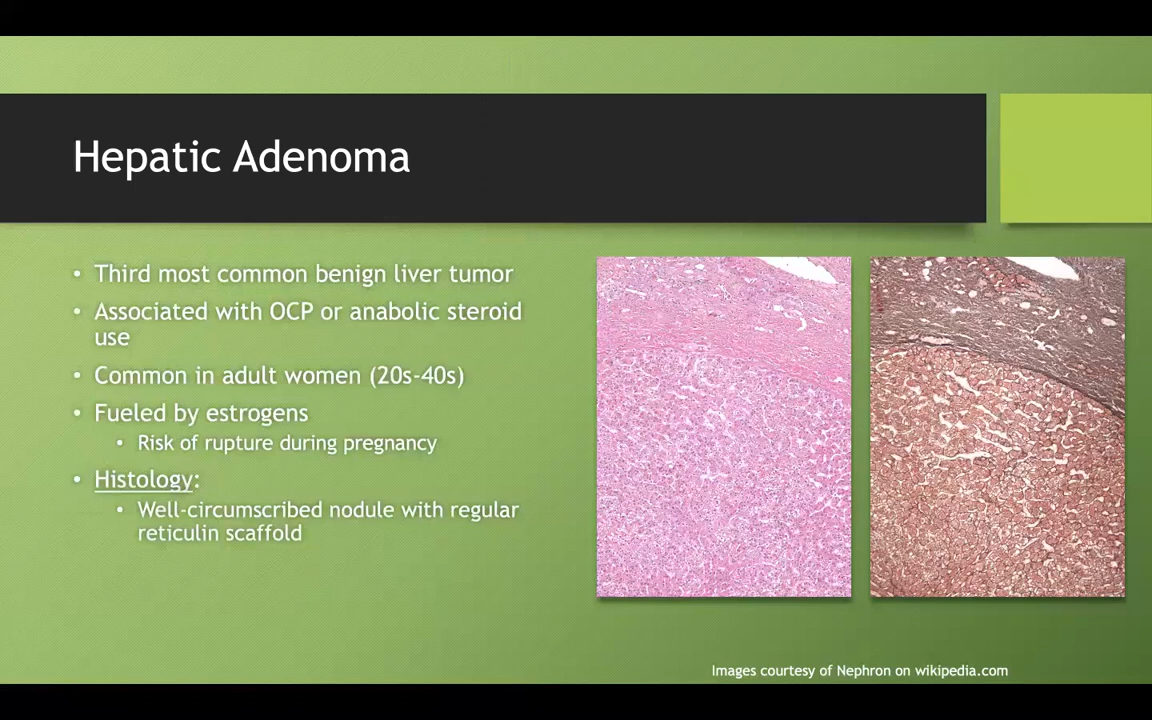 Hepatic Adenoma
• Third most common benign liver tumor
• Associated with OCP or anabolic steroid
use
• Common in adult women (20s-40s)
• Fueled by estrogens
• Risk of rupture during pregnancy
• Histology:
• Well-circumscribed nodule with regular
reticulin scaffold
Images courtesy of Nephron on wikipedia.com